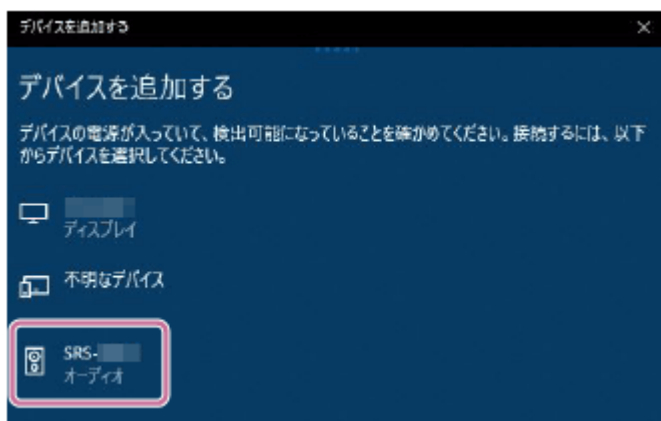 デバイスを追加する
デバイスを追加する
デバイスの電源が入っていて、検出可能になっていることを確かめてください。接続するには、以下
からデバイスを選択してください。
ディスプレイ
不明なデバイス
SRS-
オーディオ